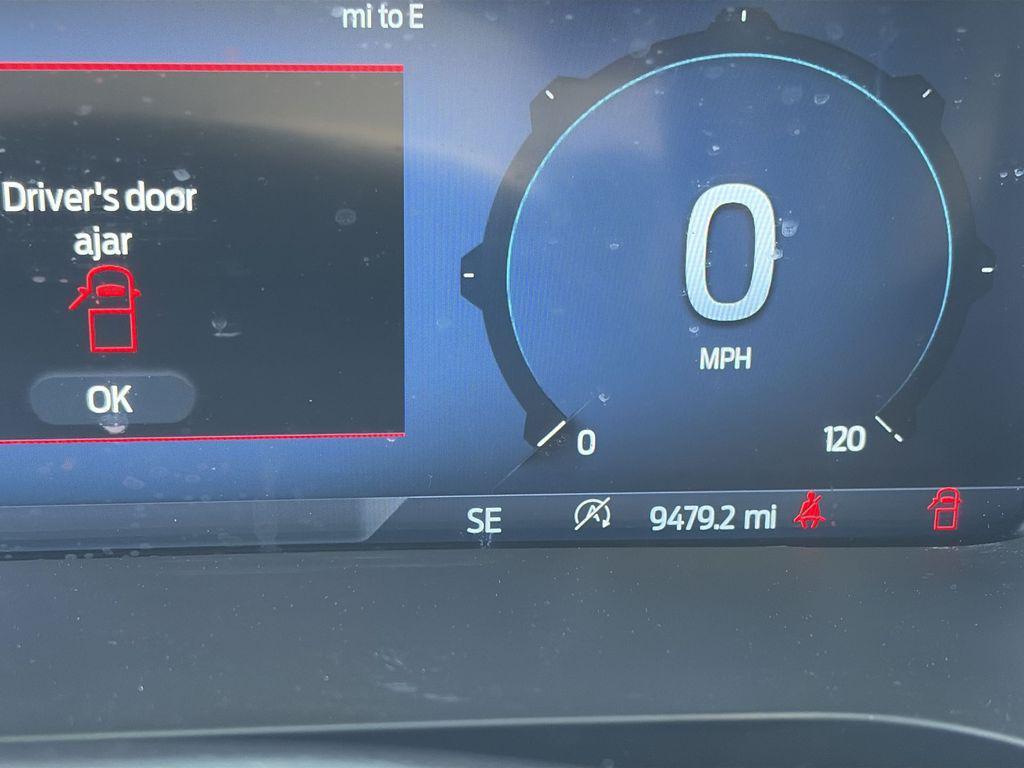 mi to E
Driver's door
ajar
OK
0
MPH
0
120
SE
9479.2 mi